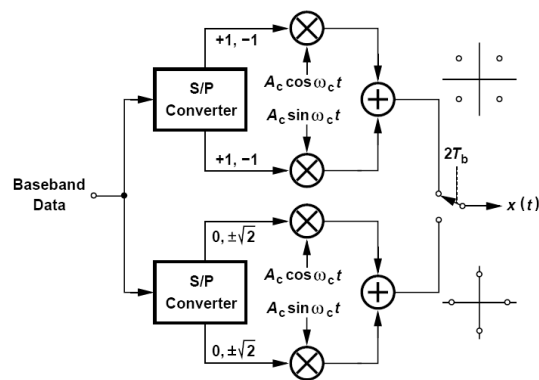 +1, −1
S/P
Converter
A_c cos ω_c t
A_c sin ω_c t
+1, −1
2T_b
Baseband
Data
x (t)
0, ±√2
S/P
Converter
A_c cos ω_c t
A_c sin ω_c t
0, ±√2